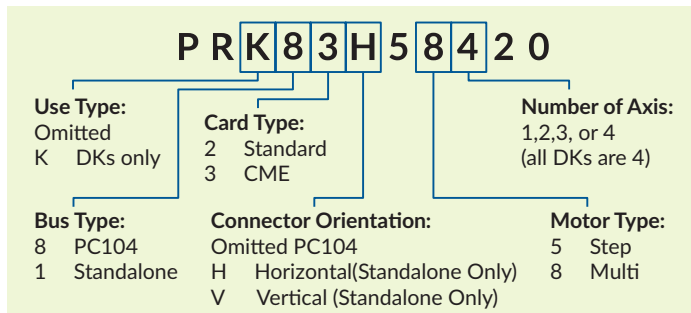 PRK83H58420
Use Type:
Omitted
K DKs only
Card Type:
2 Standard
3 CME
Number of Axis:
1,2,3, or 4
(all DKs are 4)
Bus Type:
8 PC104
1 Standalone
Connector Orientation:
Omitted PC104
H Horizontal(Standalone Only)
V Vertical (Standalone Only)
Motor Type:
5 Step
8 Multi